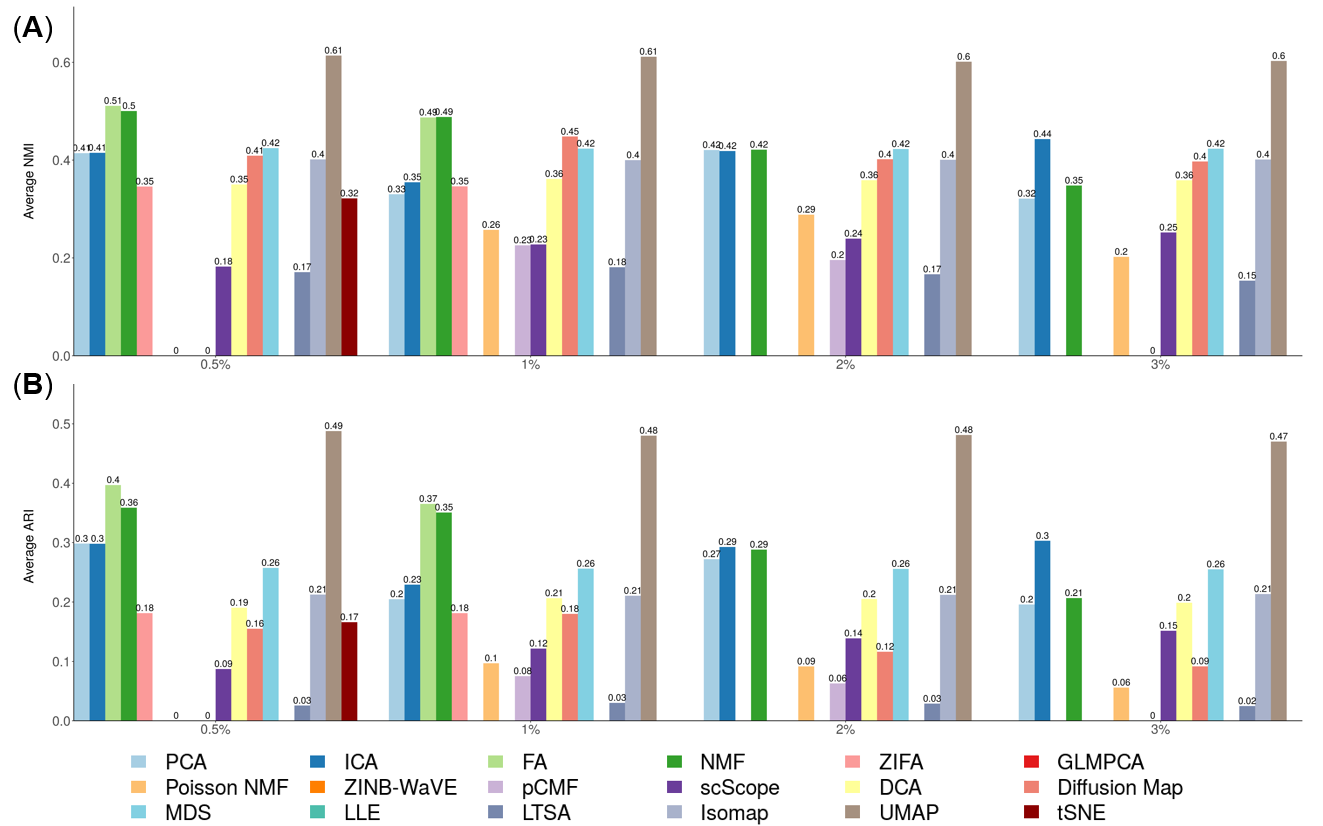 (A)
Average NMI
0.6
0.4
0.2
0.0
0.41 0.41 0.51 0.5 0.35 0 0 0.18 0.35 0.41 0.42 0.17 0.4 0.61 0.32
0.33 0.35 0.49 0.49 0.35 0.26 0.23 0.23 0.36 0.45 0.42 0.18 0.4 0.61
0.42 0.42 0.42 0.29 0.2 0.24 0.36 0.4 0.42 0.17 0.4 0.6
0.32 0.44 0.35 0.2 0 0.25 0.36 0.4 0.42 0.15 0.4 0.6
0.5% 1% 2% 3%
(B)
Average ARI
0.5
0.4
0.3
0.2
0.1
0.0
0.3 0.3 0.4 0.36 0.18 0 0 0.09 0.19 0.16 0.26 0.03 0.21 0.49 0.17
0.2 0.23 0.37 0.35 0.18 0.1 0.08 0.12 0.21 0.18 0.26 0.03 0.21 0.48
0.27 0.29 0.29 0.09 0.06 0.14 0.2 0.12 0.26 0.03 0.21 0.48
0.2 0.3 0.21 0.06 0 0.15 0.2 0.09 0.26 0.02 0.21 0.47
0.5% 1% 2% 3%
PCA ICA FA NMF ZIFA GLMPCA
Poisson NMF ZINB-WaVE pCMF scScope DCA Diffusion Map
MDS LLE LTSA Isomap UMAP tSNE